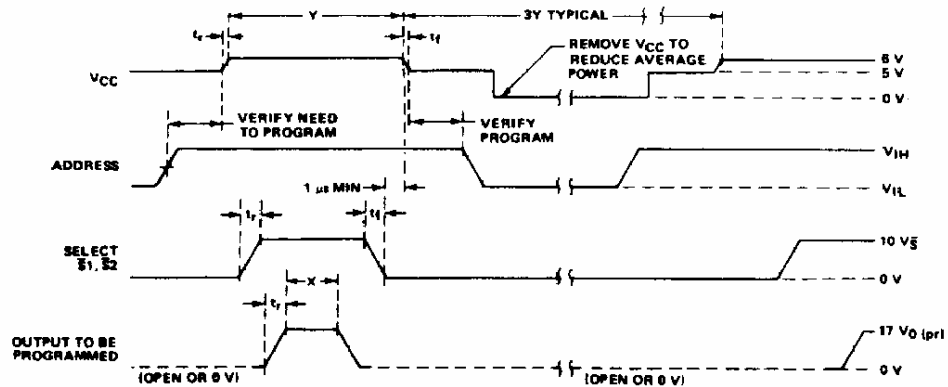 Y
3Y TYPICAL
tr
tf
VCC
REMOVE VCC TO
REDUCE AVERAGE
POWER
6 V
5 V
0 V
VERIFY NEED
TO PROGRAM
VERIFY
PROGRAM
ADDRESS
VIH
1 µs MIN
VIL
tr
tf
SELECT
S̅1, S̅2
10 VS̅
0 V
X
tr
OUTPUT TO BE
PROGRAMMED
17 VO (pr)
0 V
(OPEN OR 0 V)
(OPEN OR 0 V)